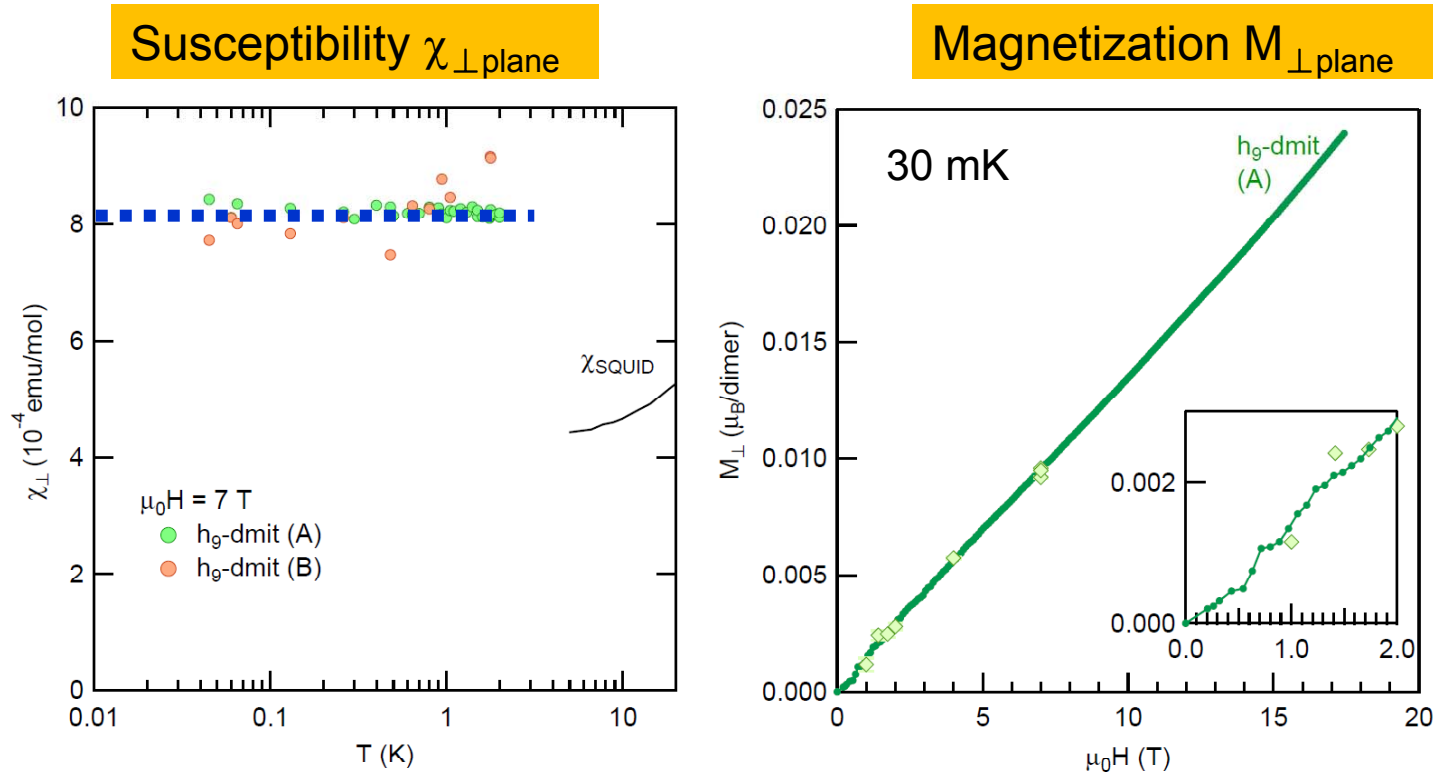 Susceptibility χ⊥plane
10
8
6
4
2
0
0.01
0.1
1
10
T (K)
χ⊥ (10⁻⁴ emu/mol)
χSQUID
μ₀H = 7 T
h₉-dmit (A)
h₉-dmit (B)
Magnetization M⊥plane
0.025
0.020
0.015
0.010
0.005
0.000
0
5
10
15
20
μ₀H (T)
M⊥ (μB/dimer)
30 mK
h₉-dmit
(A)
0.002
0.000
0.0
1.0
2.0